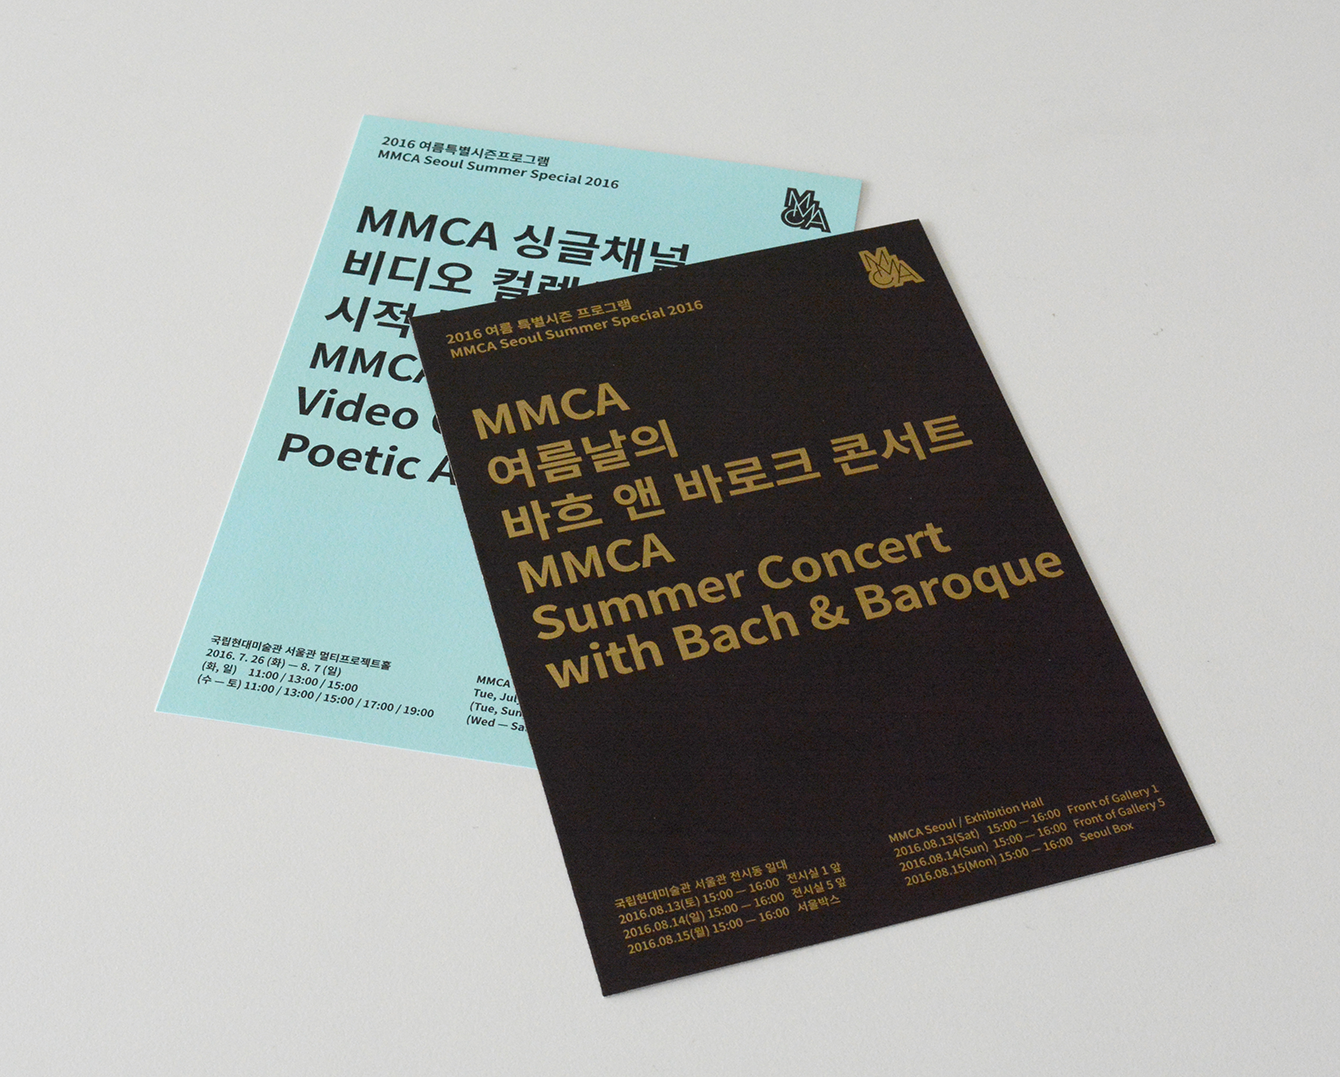 2016 여름특별시즌프로그램
MMCA Seoul Summer Special 2016
MMCA
MMCA 싱글채널
비디오
시적
MMCA
Video
Poetic
국립현대미술관 서울관 멀티프로젝트홀
2016. 7. 26 (화) — 8. 7 (일)
(화, 일) 11:00 / 13:00 / 15:00
(수 — 토) 11:00 / 13:00 / 15:00 / 17:00 / 19:00
MMCA
Tue,
(Tue,
(Wed —
MMCA
2016 여름 특별시즌 프로그램
MMCA Seoul Summer Special 2016
MMCA
여름날의
바흐 앤 바로크 콘서트
MMCA
Summer Concert
with Bach & Baroque
국립현대미술관 서울관 전시동 일대
2016.08.13(토) 15:00 — 16:00 전시실 1 앞
2016.08.14(일) 15:00 — 16:00 전시실 5 앞
2016.08.15(월) 15:00 — 16:00 서울박스
MMCA Seoul / Exhibition Hall
2016.08.13(Sat) 15:00 — 16:00 Front of Gallery 1
2016.08.14(Sun) 15:00 — 16:00 Front of Gallery 5
2016.08.15(Mon) 15:00 — 16:00 Seoul Box